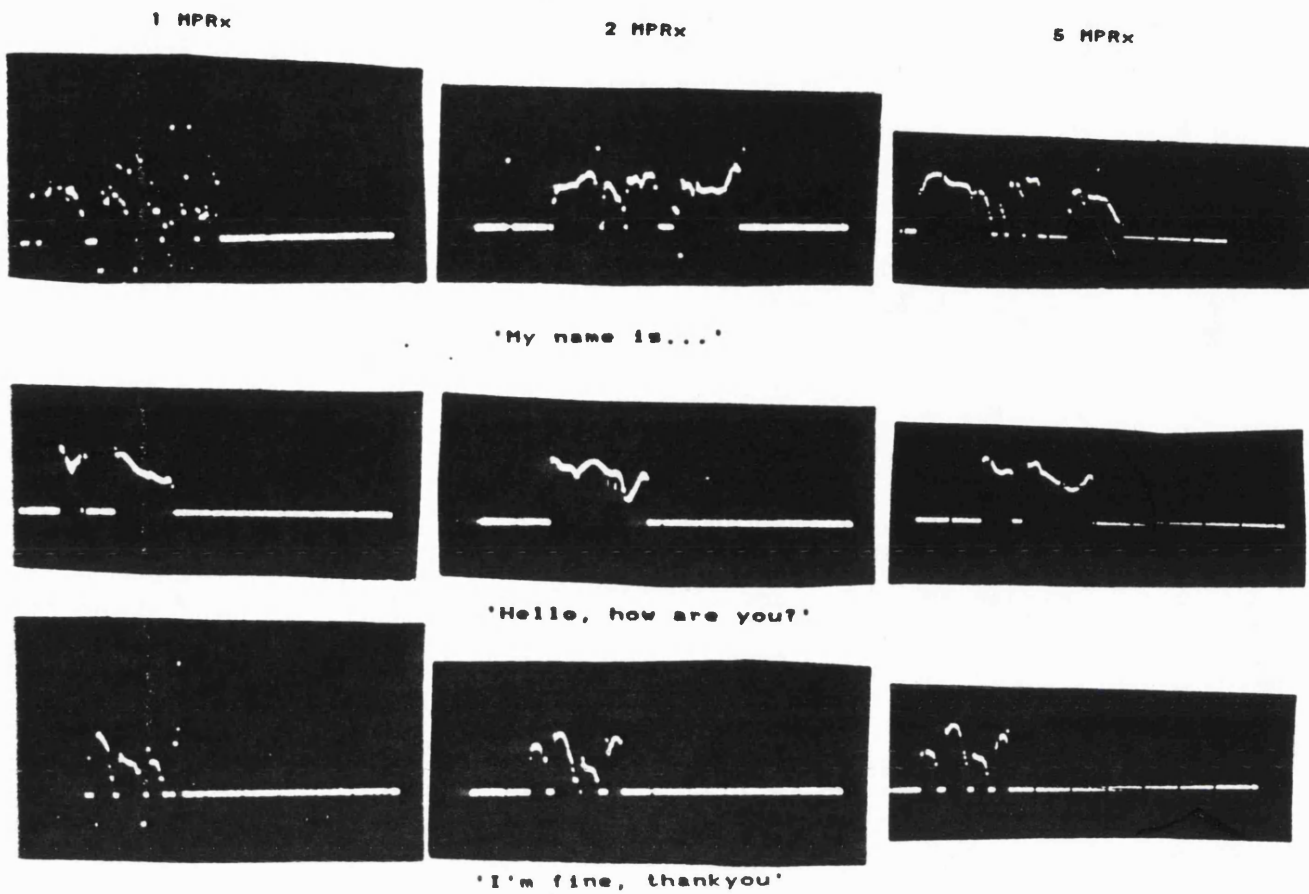 1 MPRx 2 MPRx 5 MPRx
'My name is...'
'Hello, how are you?'
'I'm fine, thankyou'